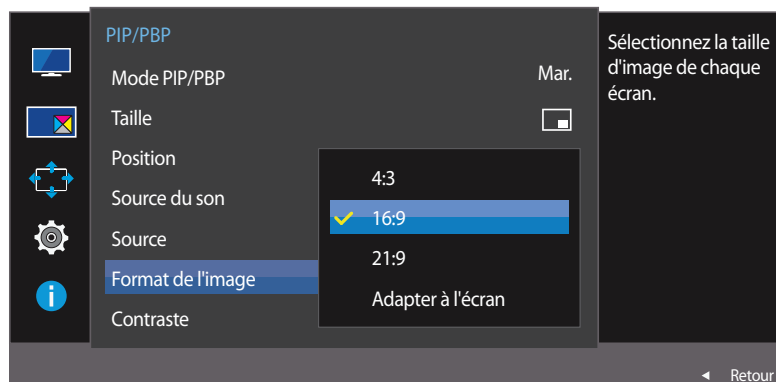 PIP/PBP
Mode PIP/PBP Mar.
Taille
Position
Source du son
Source
Format de l'image
Contraste
4:3
16:9
21:9
Adapter à l'écran
Sélectionnez la taille
d'image de chaque
écran.
Retour